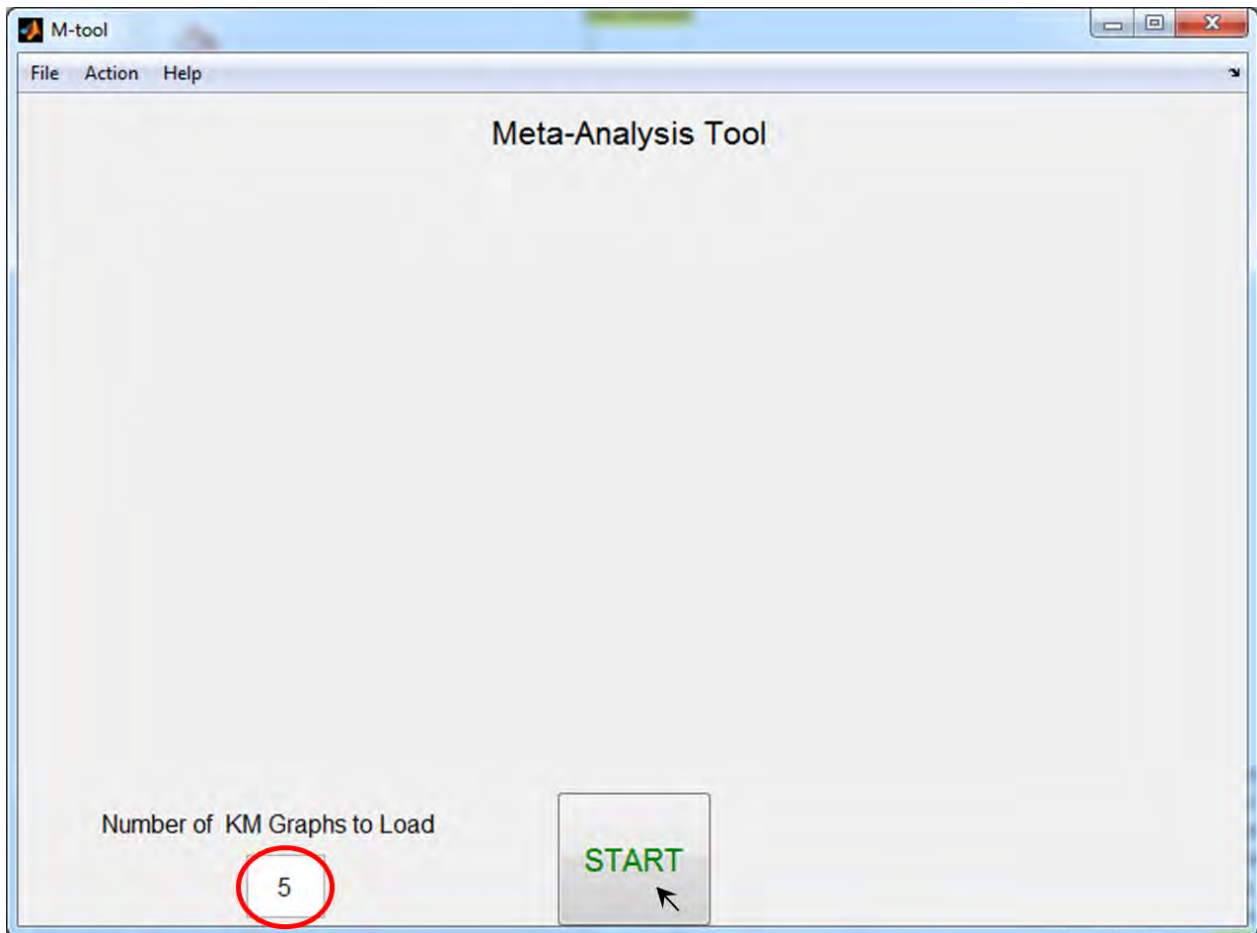 M-tool
File Action Help
Meta-Analysis Tool
Number of KM Graphs to Load
5
START